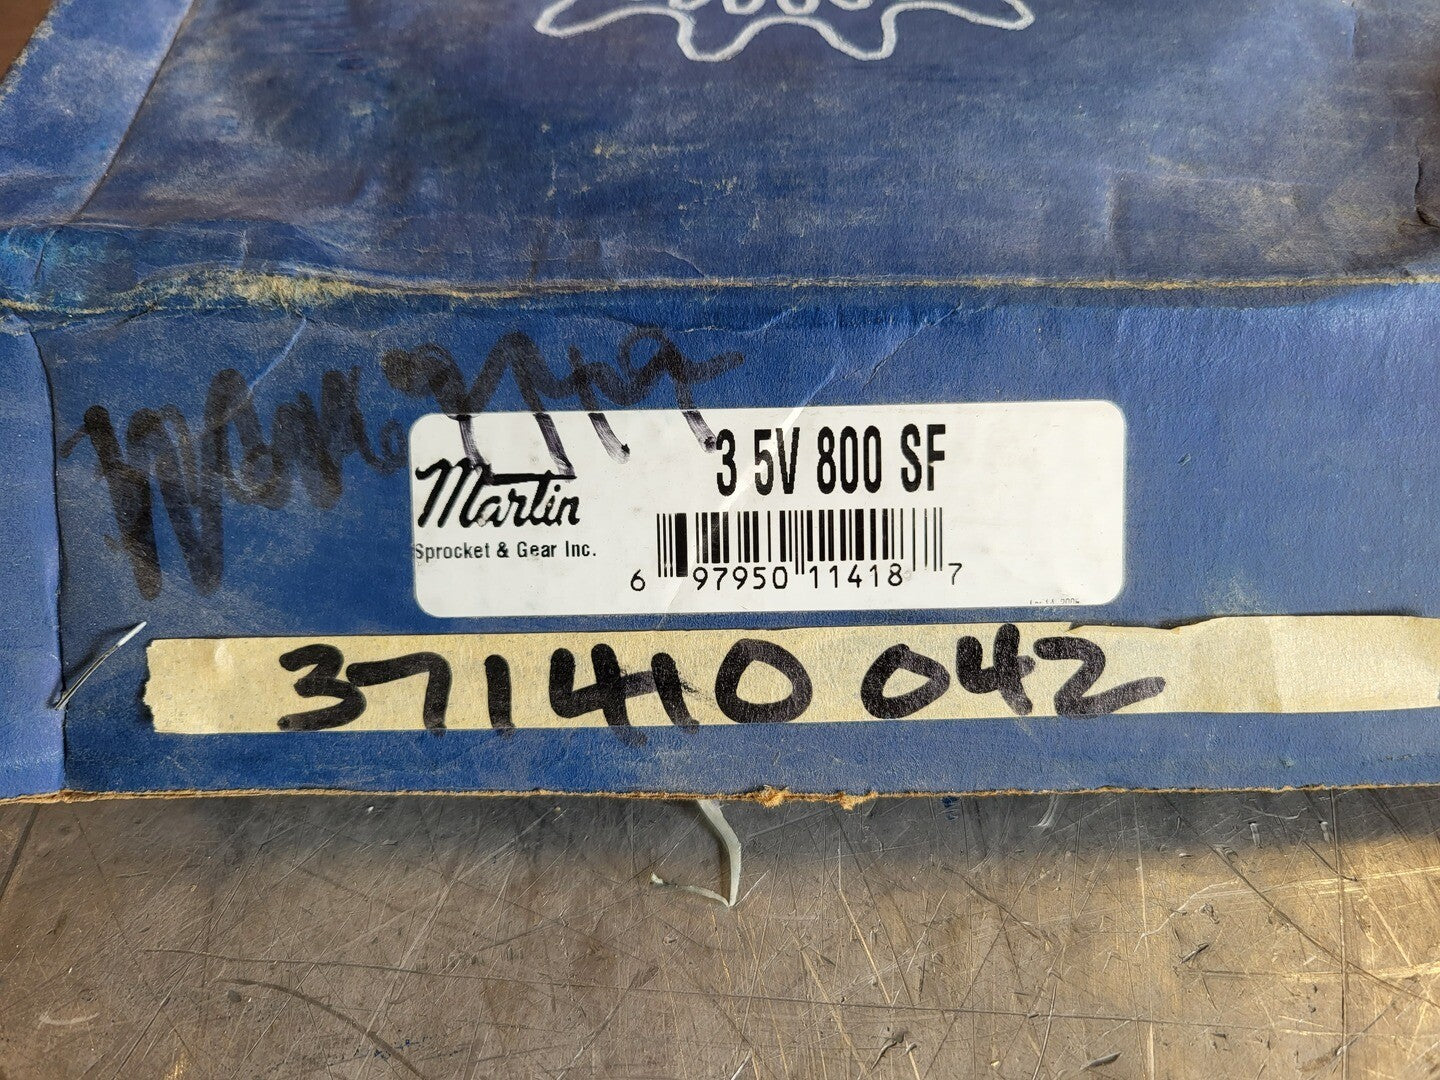 3 5V 800 SF
Martin
Sprocket & Gear Inc.
6 97950 11418 7
371410 042